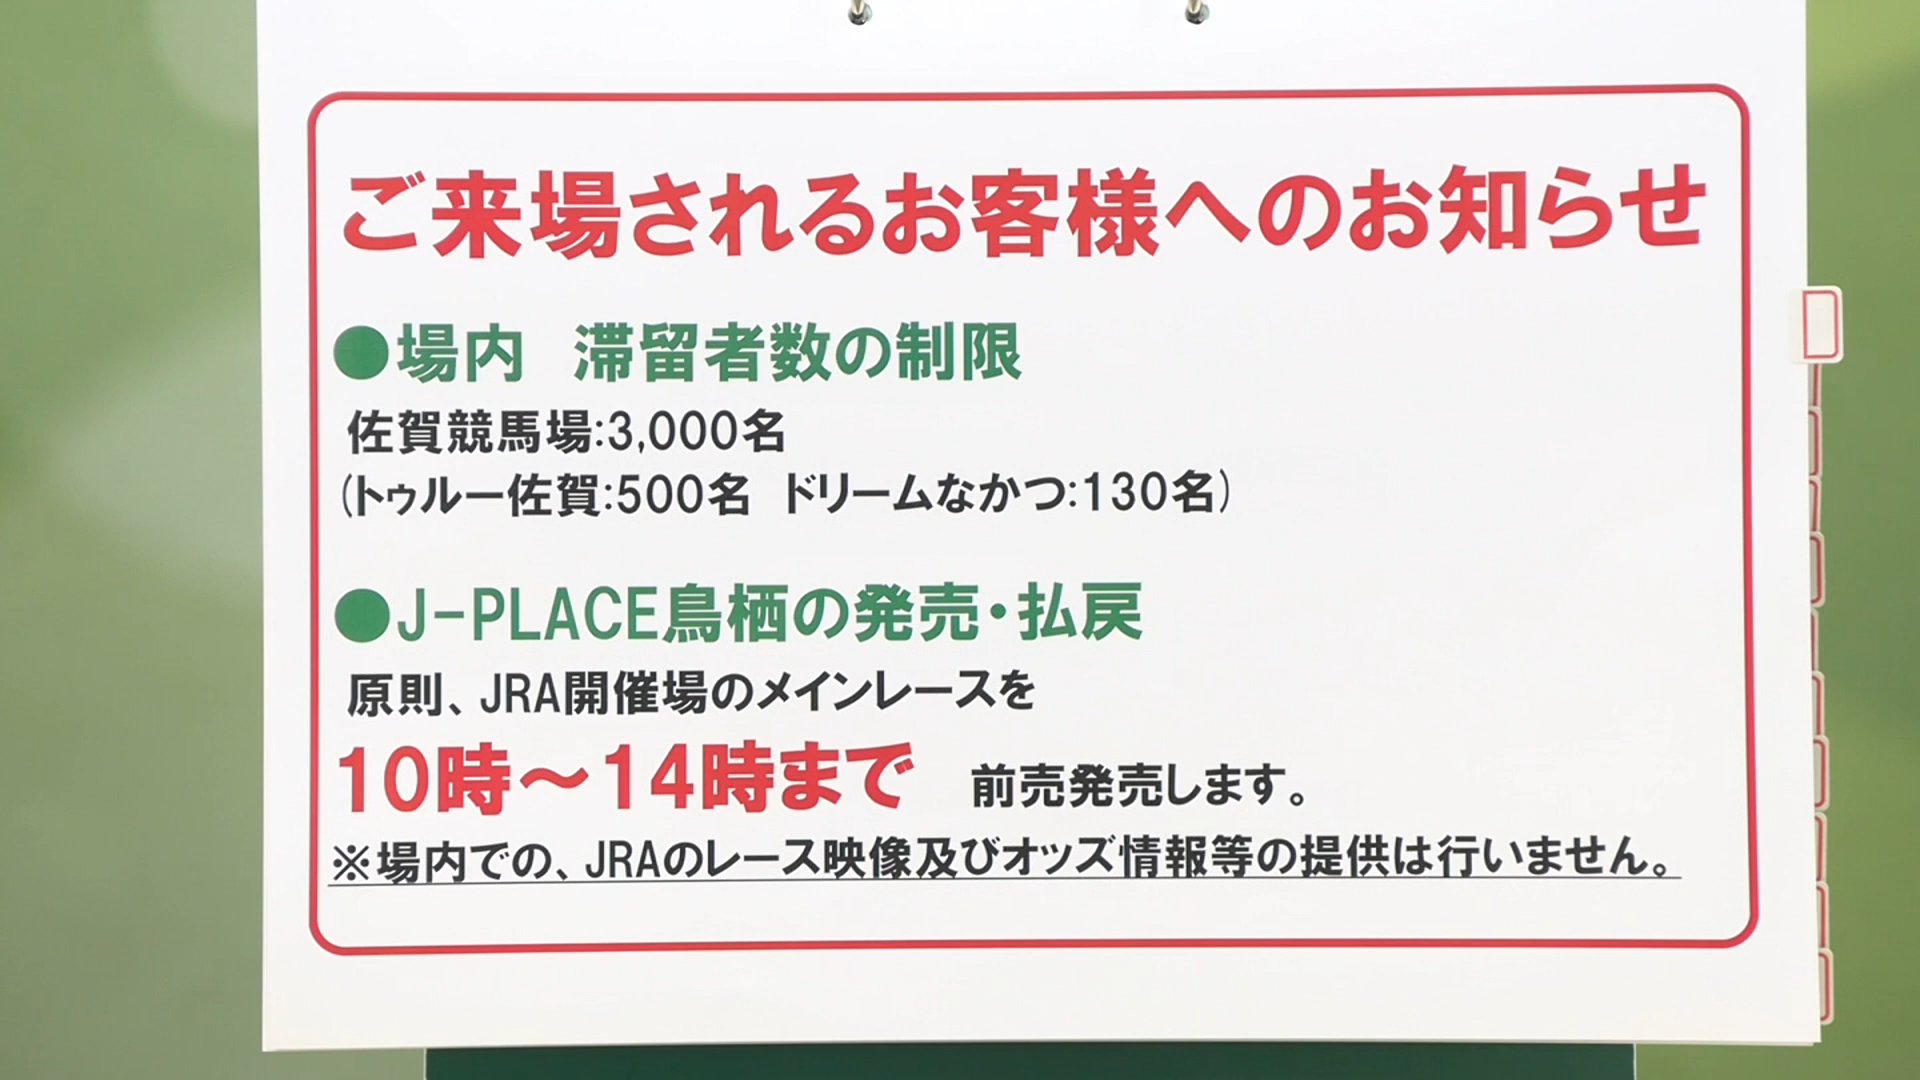 ご来場されるお客様へのお知らせ
●場内　滞留者数の制限
佐賀競馬場:3,000名
(トゥルー佐賀:500名　ドリームなかつ:130名)
●J-PLACE鳥栖の発売・払戻
原則、JRA開催場のメインレースを
10時～14時まで　前売発売します。
※場内での、JRAのレース映像及びオッズ情報等の提供は行いません。